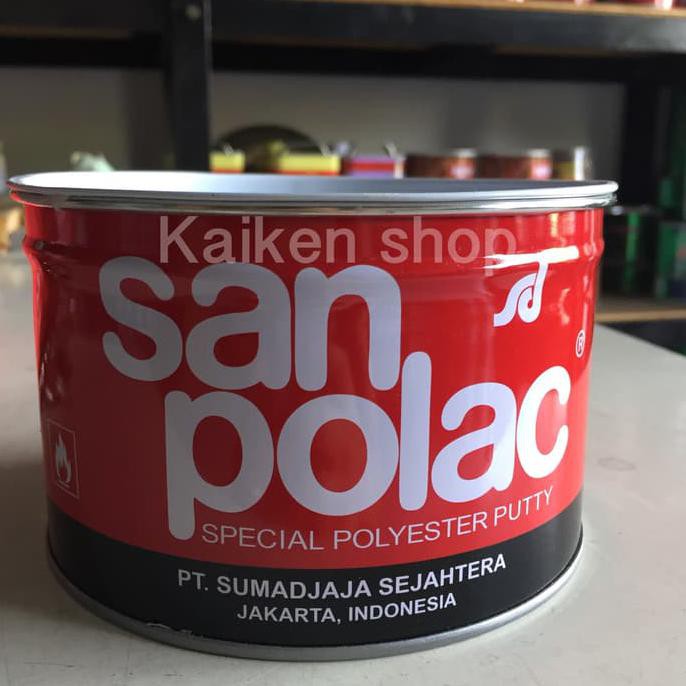 Kaiken shop
san
polac
®
SPECIAL POLYESTER PUTTY
PT. SUMADJAJA SEJAHTERA
JAKARTA, INDONESIA